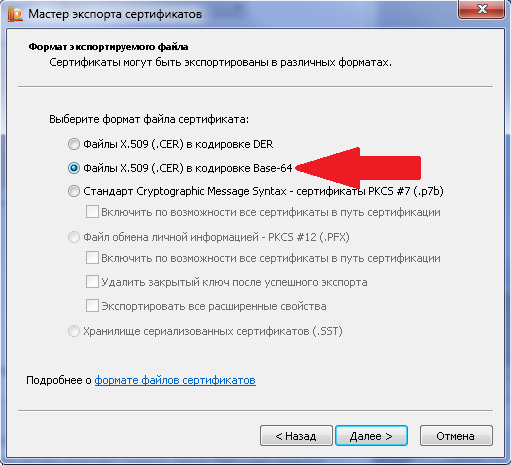 Мастер экспорта сертификатов
Формат экспортируемого файла
Сертификаты могут быть экспортированы в различных форматах.
Выберите формат файла сертификата:
Файлы X.509 (.CER) в кодировке DER
Файлы X.509 (.CER) в кодировке Base-64
Стандарт Cryptographic Message Syntax - сертификаты PKCS #7 (.p7b)
Включить по возможности все сертификаты в путь сертификации
Файл обмена личной информацией - PKCS #12 (.PFX)
Включить по возможности все сертификаты в путь сертификации
Удалить закрытый ключ после успешного экспорта
Экспортировать все расширенные свойства
Хранилище сериализованных сертификатов (.SST)
Подробнее о формате файлов сертификатов
< Назад Далее > Отмена